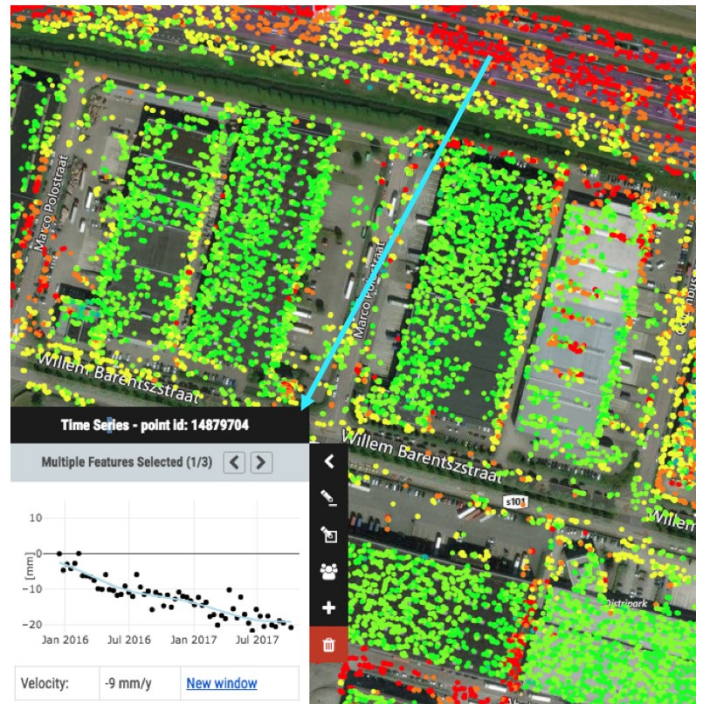 Marco Polostraat
Marco Polostraat
Willem Barentszstraat
Time Series - point id: 14879704
Multiple Features Selected (1/3)
Willem Barentszstraat
s101
Willem
Distripark
10
0
-10
-20
[mm]
Jan 2016
Jul 2016
Jan 2017
Jul 2017
Velocity:
-9 mm/y
New window